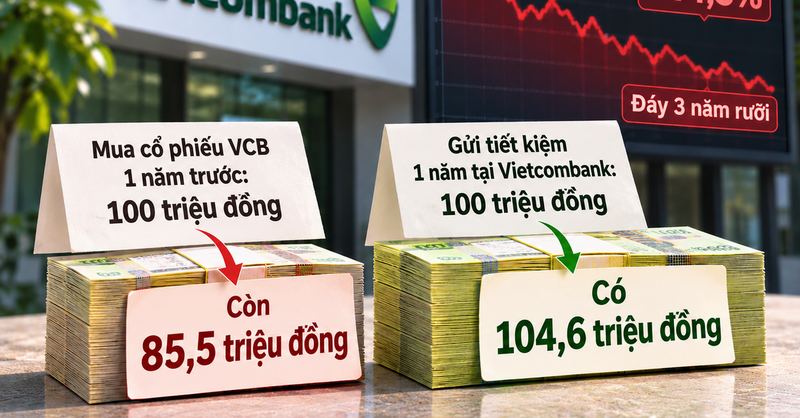 combank
Đáy 3 năm rưỡi
Mua cổ phiếu VCB
1 năm trước:
100 triệu đồng
Gửi tiết kiệm
1 năm tại Vietcombank:
100 triệu đồng
Còn
85,5 triệu đồng
Có
104,6 triệu đồng